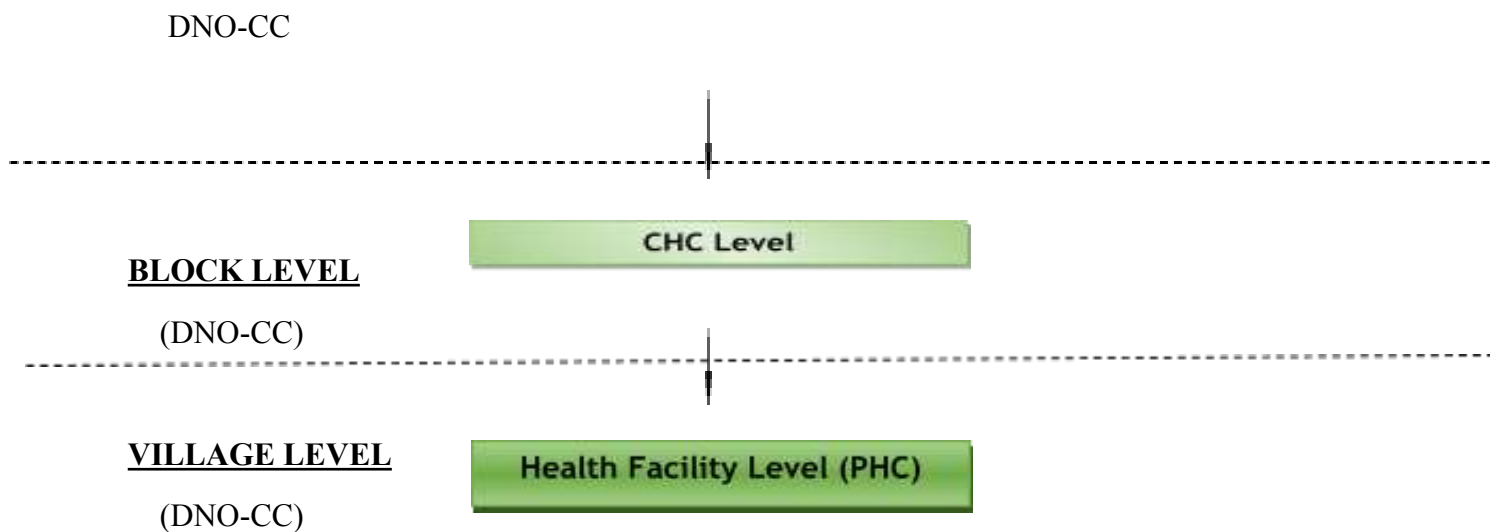 DNO-CC
CHC Level
BLOCK LEVEL
(DNO-CC)
VILLAGE LEVEL
Health Facility Level (PHC)
(DNO-CC)